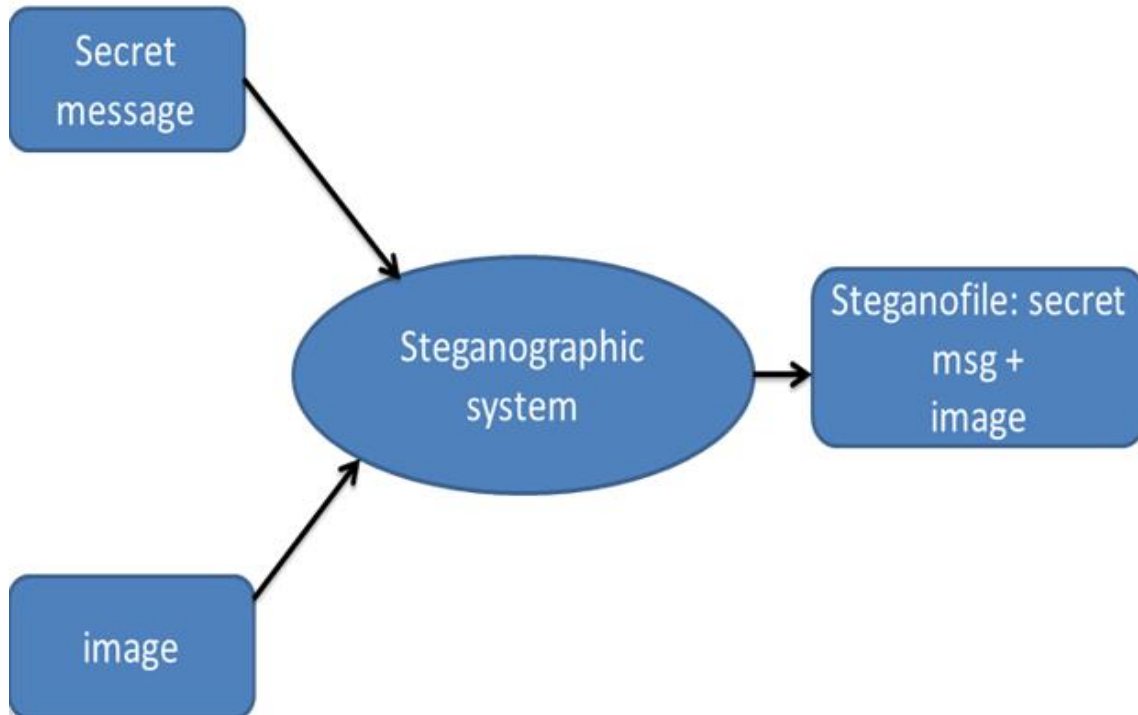 Secret
message
Steganographic
system
Steganofile: secret
msg +
image
image